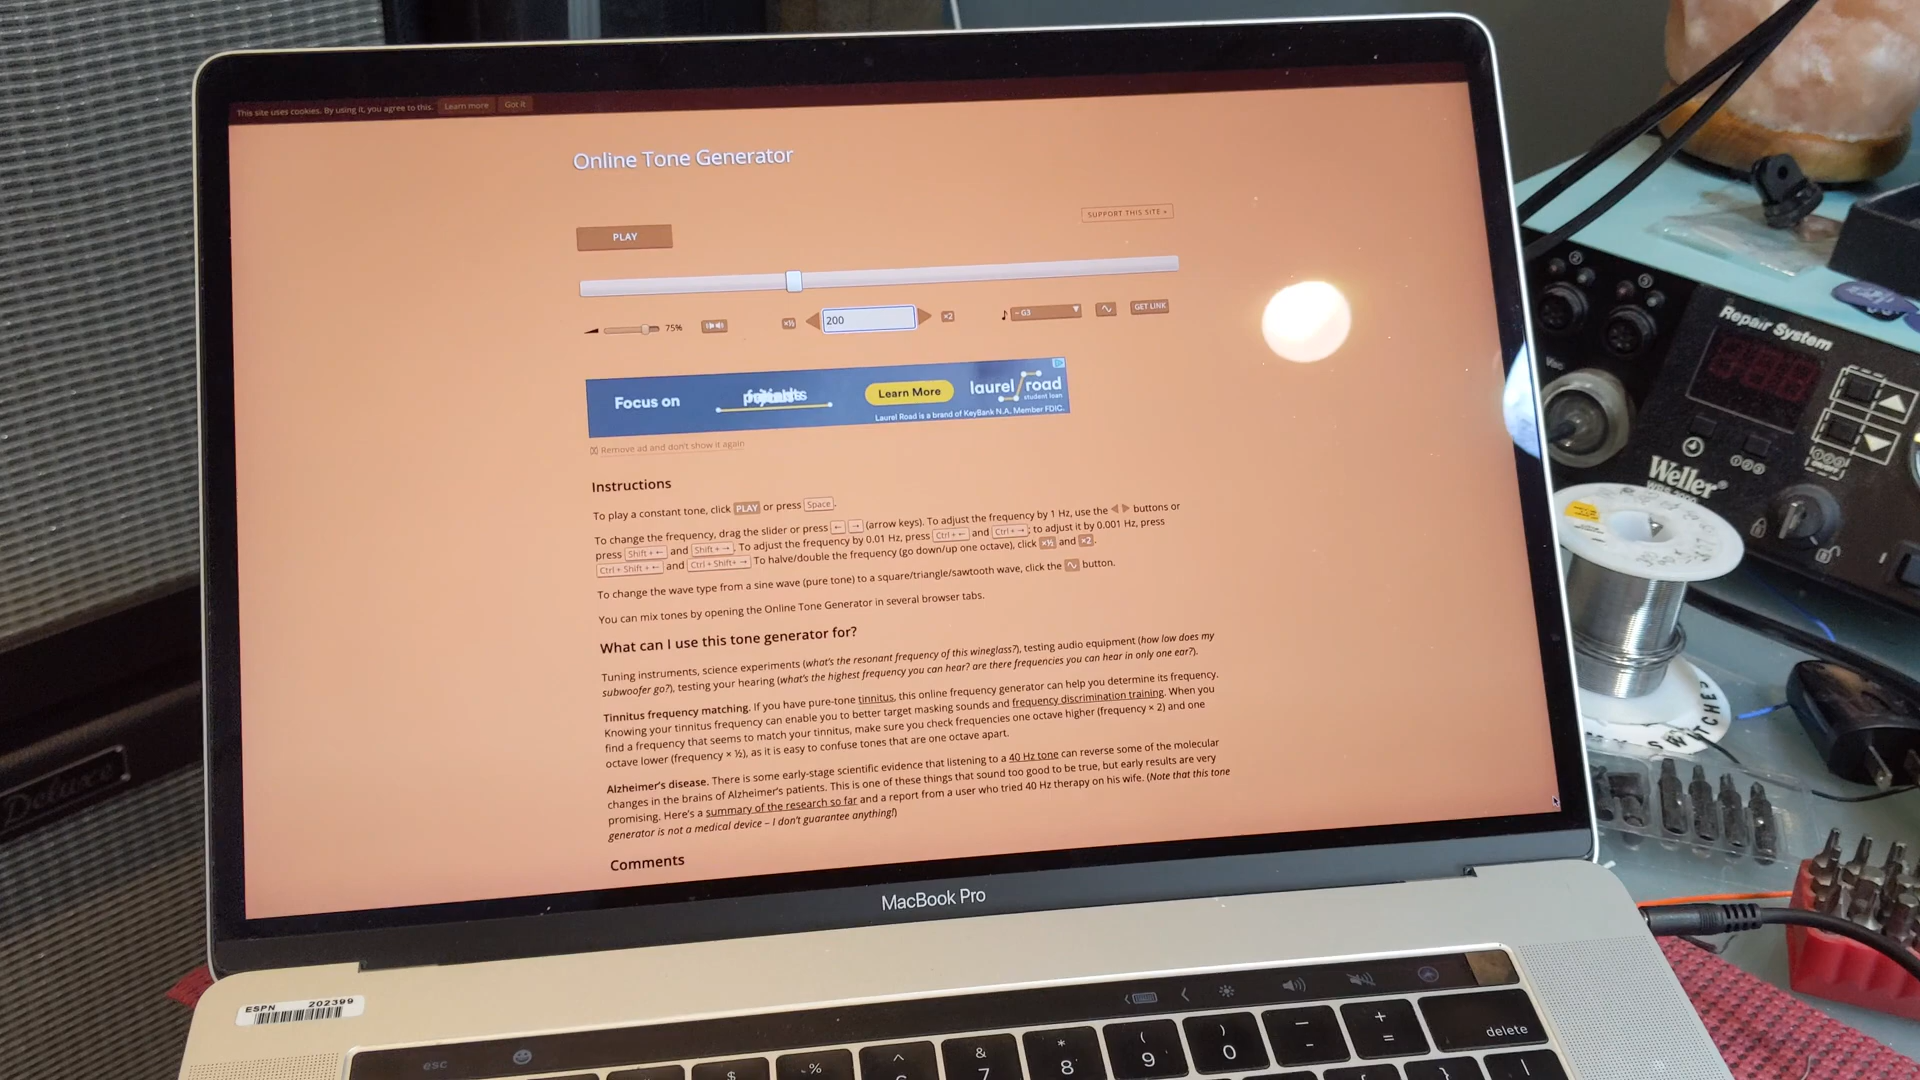 This site uses cookies. By using it, you agree to this. Learn more Got it
Online Tone Generator
SUPPORT THIS SITE »
PLAY
75% ×½ 200 ×2 ~ G3 GET LINK
Focus on Learn More laurel road
student loan
Laurel Road is a brand of KeyBank N.A. Member FDIC.
Remove ad and don't show it again
Instructions
To play a constant tone, click PLAY or press Space.
To change the frequency, drag the slider or press ← → (arrow keys). To adjust the frequency by 1 Hz, use the buttons or
press Shift + ← and Shift + →. To adjust the frequency by 0.01 Hz, press Ctrl + ← and Ctrl + →; to adjust it by 0.001 Hz, press
Ctrl + Shift + ← and Ctrl + Shift + → To halve/double the frequency (go down/up one octave), click ×½ and ×2.
To change the wave type from a sine wave (pure tone) to a square/triangle/sawtooth wave, click the button.
You can mix tones by opening the Online Tone Generator in several browser tabs.
What can I use this tone generator for?
Tuning instruments, science experiments (what's the resonant frequency of this wineglass?), testing audio equipment (how low does my
subwoofer go?), testing your hearing (what's the highest frequency you can hear? are there frequencies you can hear in only one ear?).
Tinnitus frequency matching. If you have pure-tone tinnitus, this online frequency generator can help you determine its frequency.
Knowing your tinnitus frequency can enable you to better target masking sounds and frequency discrimination training. When you
find a frequency that seems to match your tinnitus, make sure you check frequencies one octave higher (frequency × 2) and one
octave lower (frequency × ½), as it is easy to confuse tones that are one octave apart.
Alzheimer's disease. There is some early-stage scientific evidence that listening to a 40 Hz tone can reverse some of the molecular
changes in the brains of Alzheimer's patients. This is one of these things that sound too good to be true, but early results are very
promising. Here's a summary of the research so far and a report from a user who tried 40 Hz therapy on his wife. (Note that this tone
generator is not a medical device – I don't guarantee anything!)
Comments
MacBook Pro
ESPN 202399
esc
delete
$ % ^ & * ( ) — +
7 8 9 0 - =
Deluxe
Repair System
Vac
Weller
SWITCHES